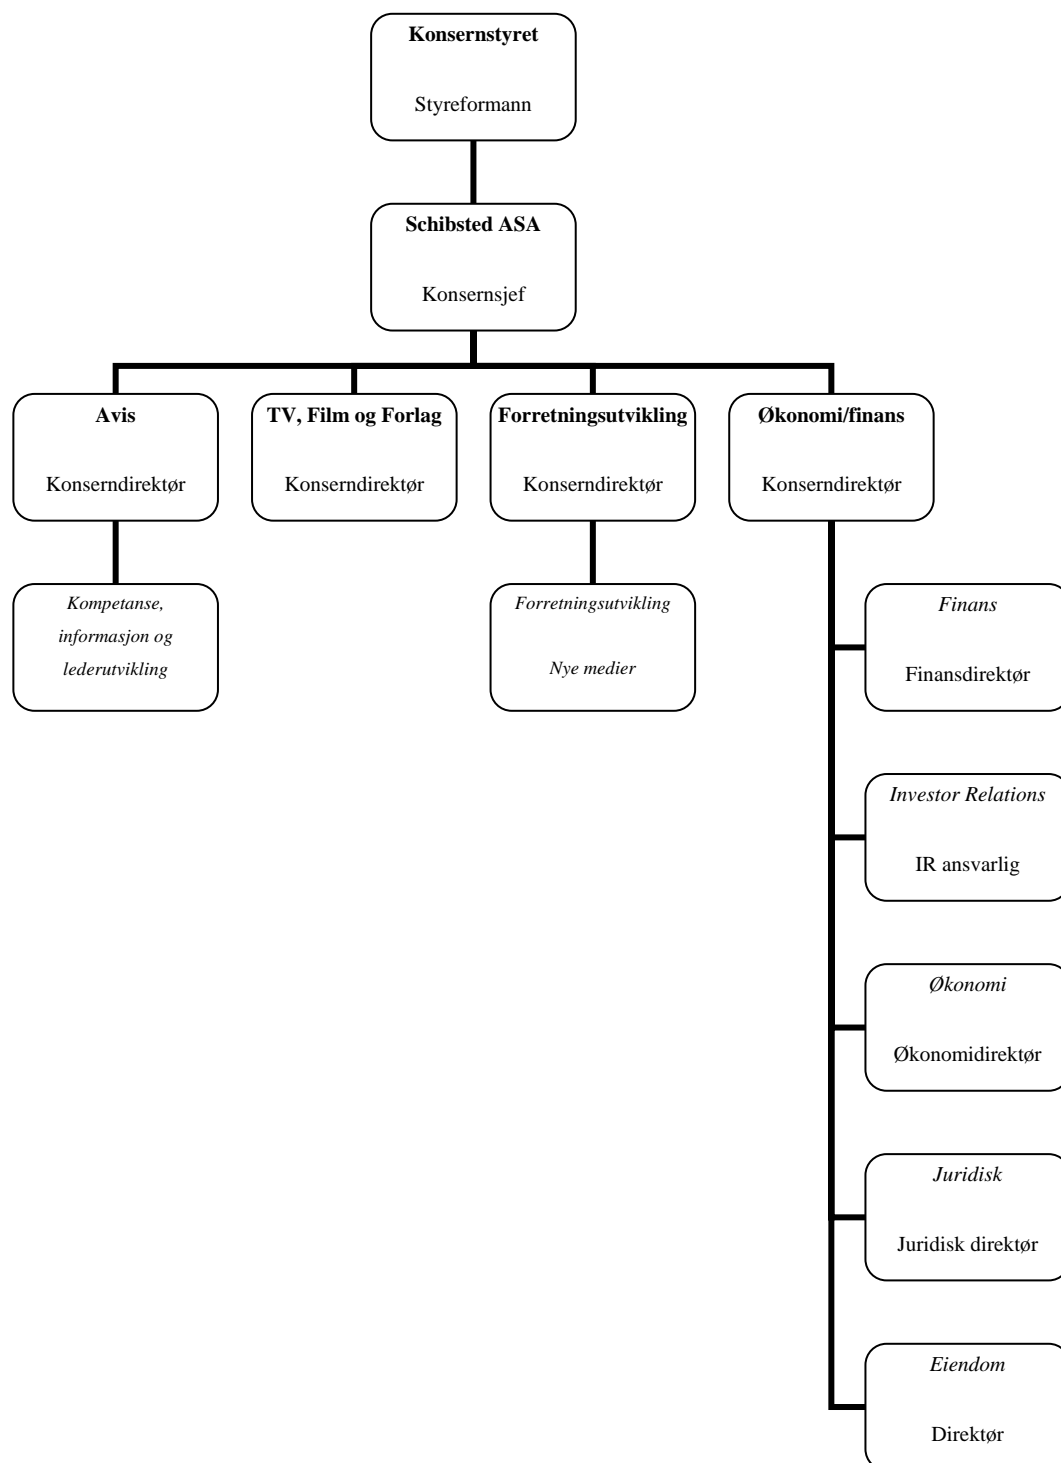 Konsernstyret
Styreformann
Schibsted ASA
Konsernsjef
Avis
Konserndirektør
TV, Film og Forlag
Konserndirektør
Forretningsutvikling
Konserndirektør
Økonomi/finans
Konserndirektør
Kompetanse,
informasjon og
lederutvikling
Forretningsutvikling
Nye medier
Finans
Finansdirektør
Investor Relations
IR ansvarlig
Økonomi
Økonomidirektør
Juridisk
Juridisk direktør
Eiendom
Direktør